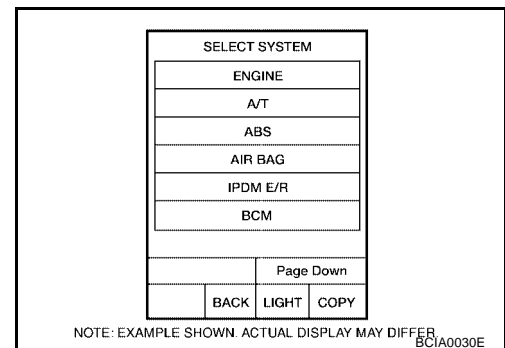 SELECT SYSTEM
ENGINE
A/T
ABS
AIR BAG
IPDM E/R
BCM
Page Down
BACK LIGHT COPY
NOTE: EXAMPLE SHOWN. ACTUAL DISPLAY MAY DIFFER.
BCIA0030E